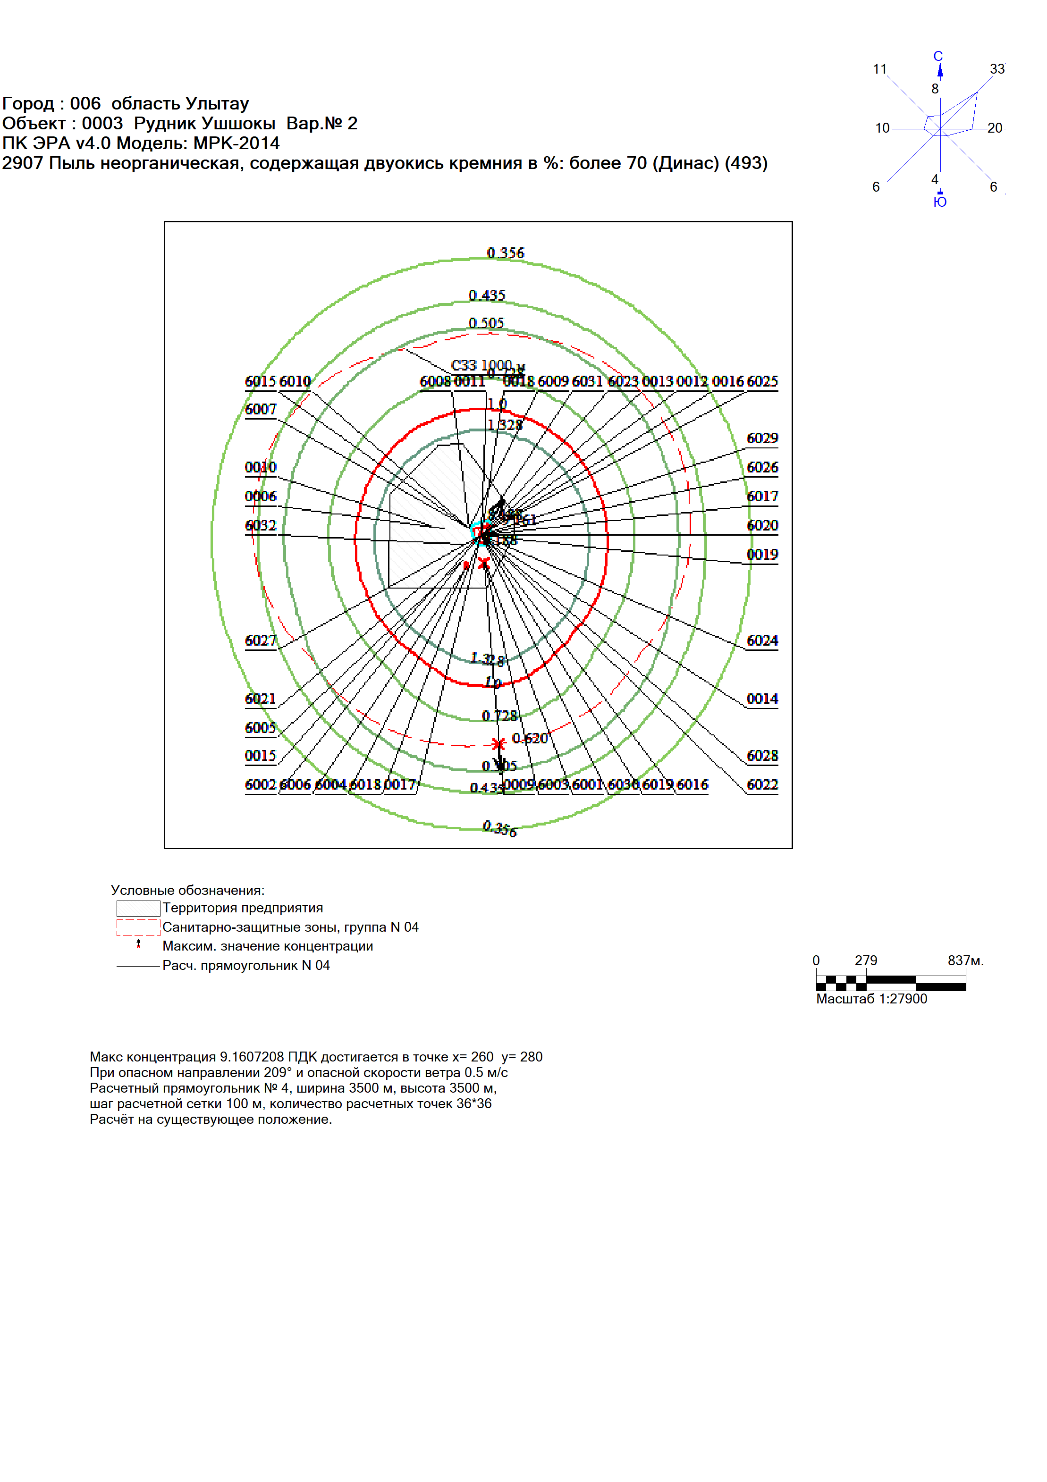 С
11
33
8
Город : 006 область Улытау
Объект : 0003 Рудник Ушшокы Вар.№ 2
10
20
ПК ЭРА v4.0 Модель: МРК-2014
2907 Пыль неорганическая, содержащая двуокись кремния в %: более 70 (Динас) (493)
4
6
6
Ю
0.356
0.435
0.505
СЗЗ 1000 м
0.728
6015 6010
6008 0011 0018 6009 6031 6023 0013 0012 0016 6025
1.0
6007
1.328
6029
0010
6026
0006
6017
6032
6020
0019
6027
6024
1.328
1.0
6021
0014
0.728
6005
0.620
0015
6028
0.505
6002 6006 6004 6018 0017
0.435
0009 6003 6001 6030 6019 6016
6022
0.356
Условные обозначения:
Территория предприятия
Санитарно-защитные зоны, группа N 04
Максим. значение концентрации
Расч. прямоугольник N 04
0 279 837м.
Масштаб 1:27900
Макс концентрация 9.1607208 ПДК достигается в точке x= 260 y= 280
При опасном направлении 209° и опасной скорости ветра 0.5 м/с
Расчетный прямоугольник № 4, ширина 3500 м, высота 3500 м,
шаг расчетной сетки 100 м, количество расчетных точек 36*36
Расчёт на существующее положение.